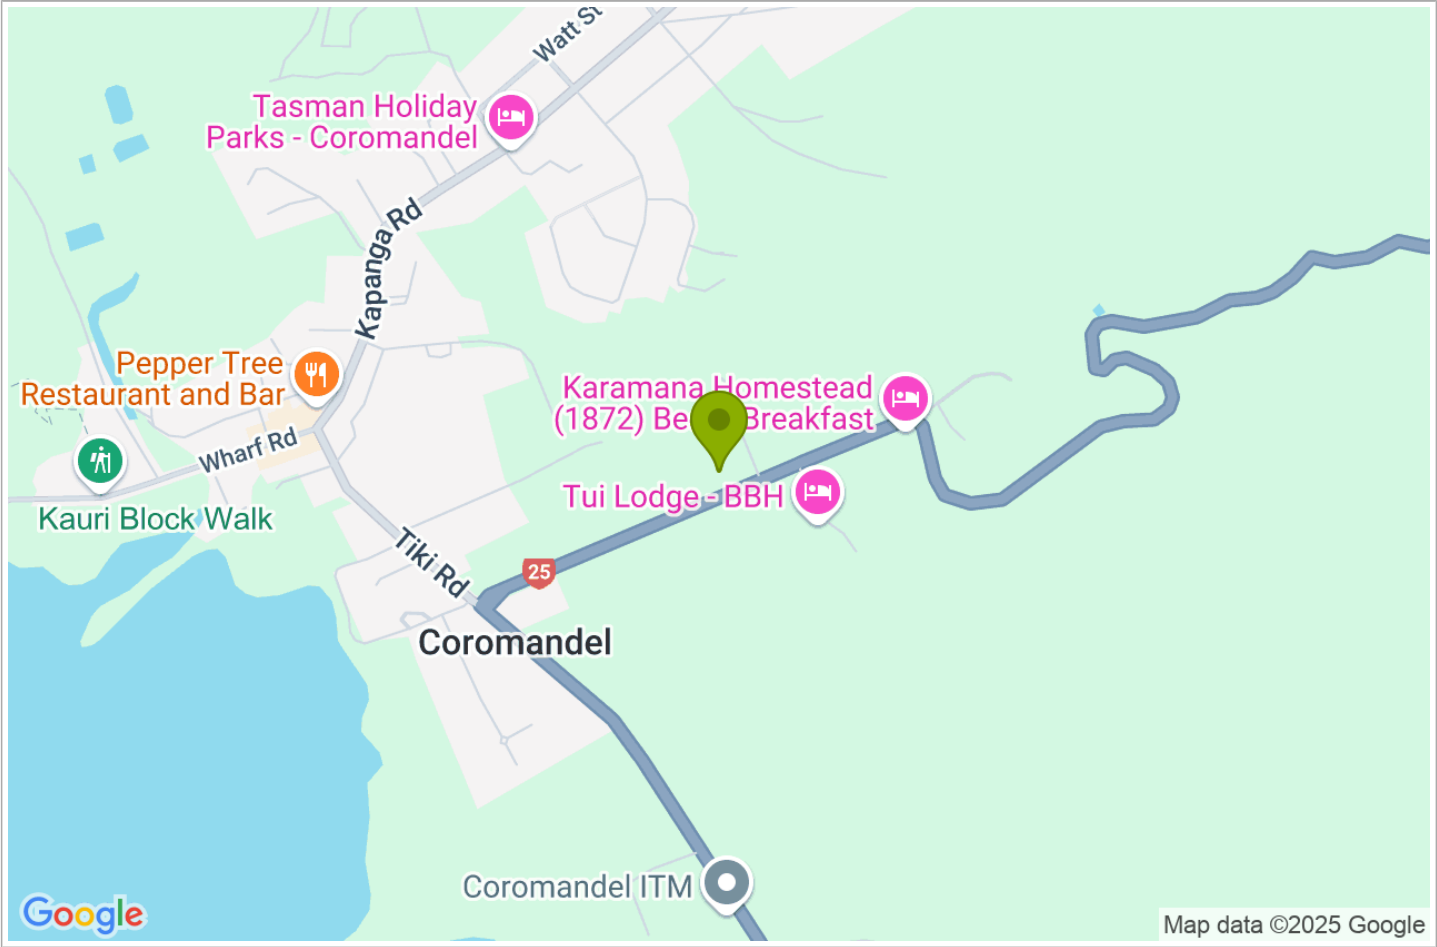 Watt St
Tasman Holiday
Parks - Coromandel
Kapanga Rd
Pepper Tree
Restaurant and Bar
Karamana Homestead
(1872) Be Breakfast
Wharf Rd
Tui Lodge - BBH
Kauri Block Walk
Tiki Rd
25
Coromandel
Coromandel ITM
Google
Map data ©2025 Google